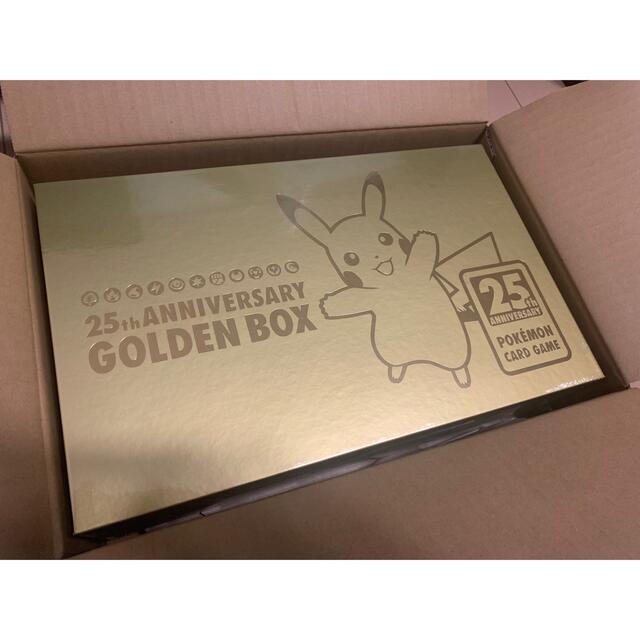 25th ANNIVERSARY
GOLDEN BOX
25th
ANNIVERSARY
POKÉMON
CARD GAME